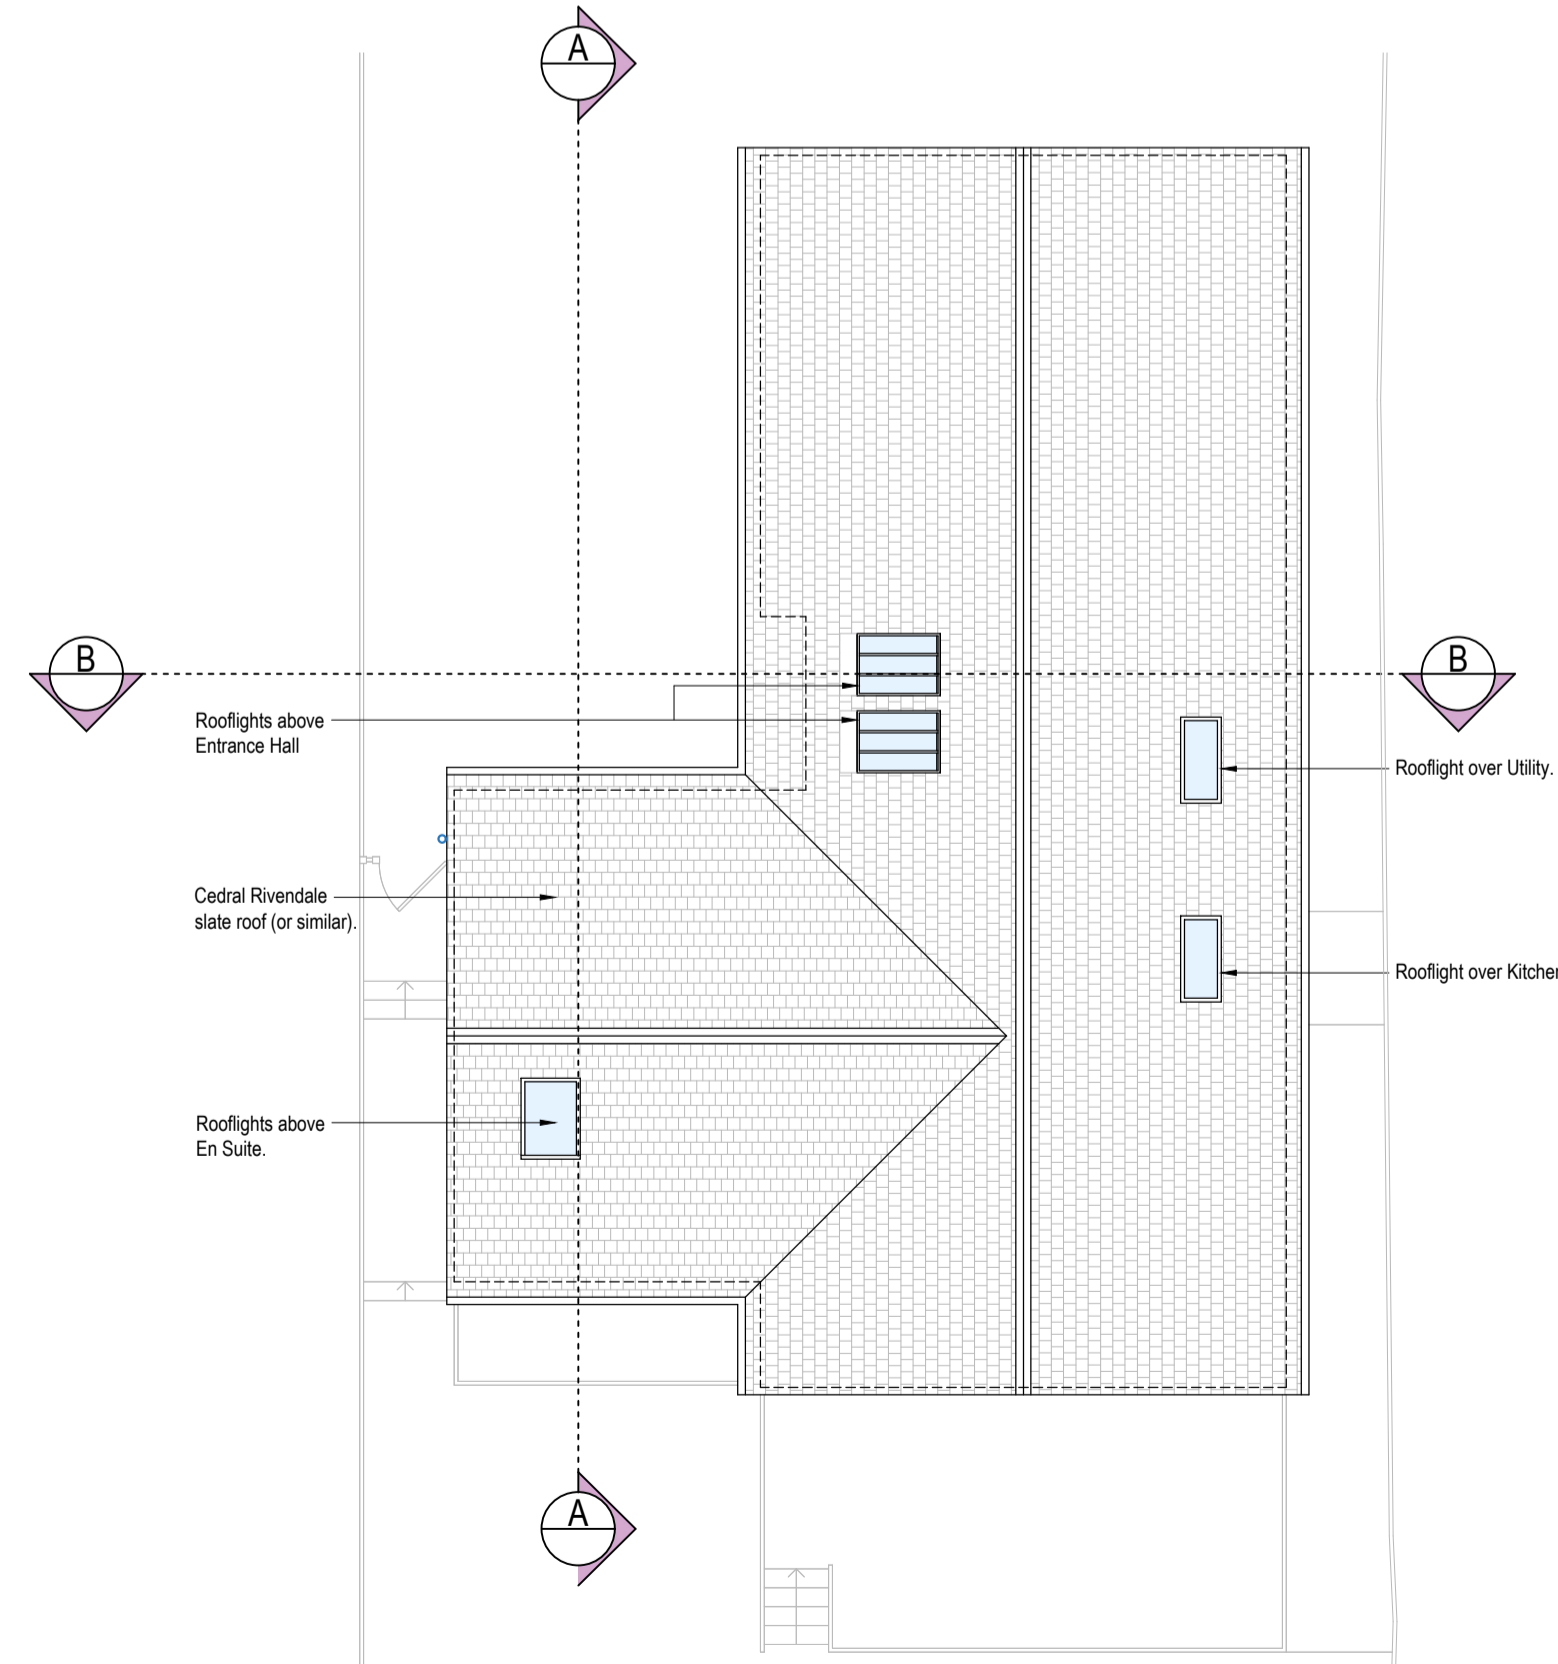 A
B
B
Rooflights above
Entrance Hall
Rooflight over Utility.
Cedral Rivendale
slate roof (or similar).
Rooflight over Kitchen
Rooflights above
En Suite.
A